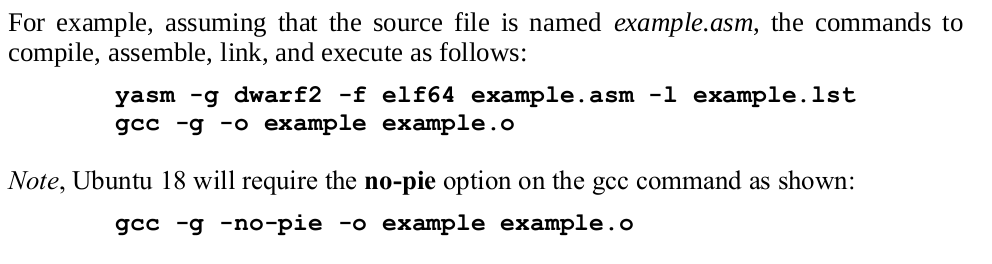 For example, assuming that the source file is named example.asm, the commands to
compile, assemble, link, and execute as follows:
yasm -g dwarf2 -f elf64 example.asm -l example.lst
gcc -g -o example example.o
Note, Ubuntu 18 will require the no-pie option on the gcc command as shown:
gcc -g -no-pie -o example example.o